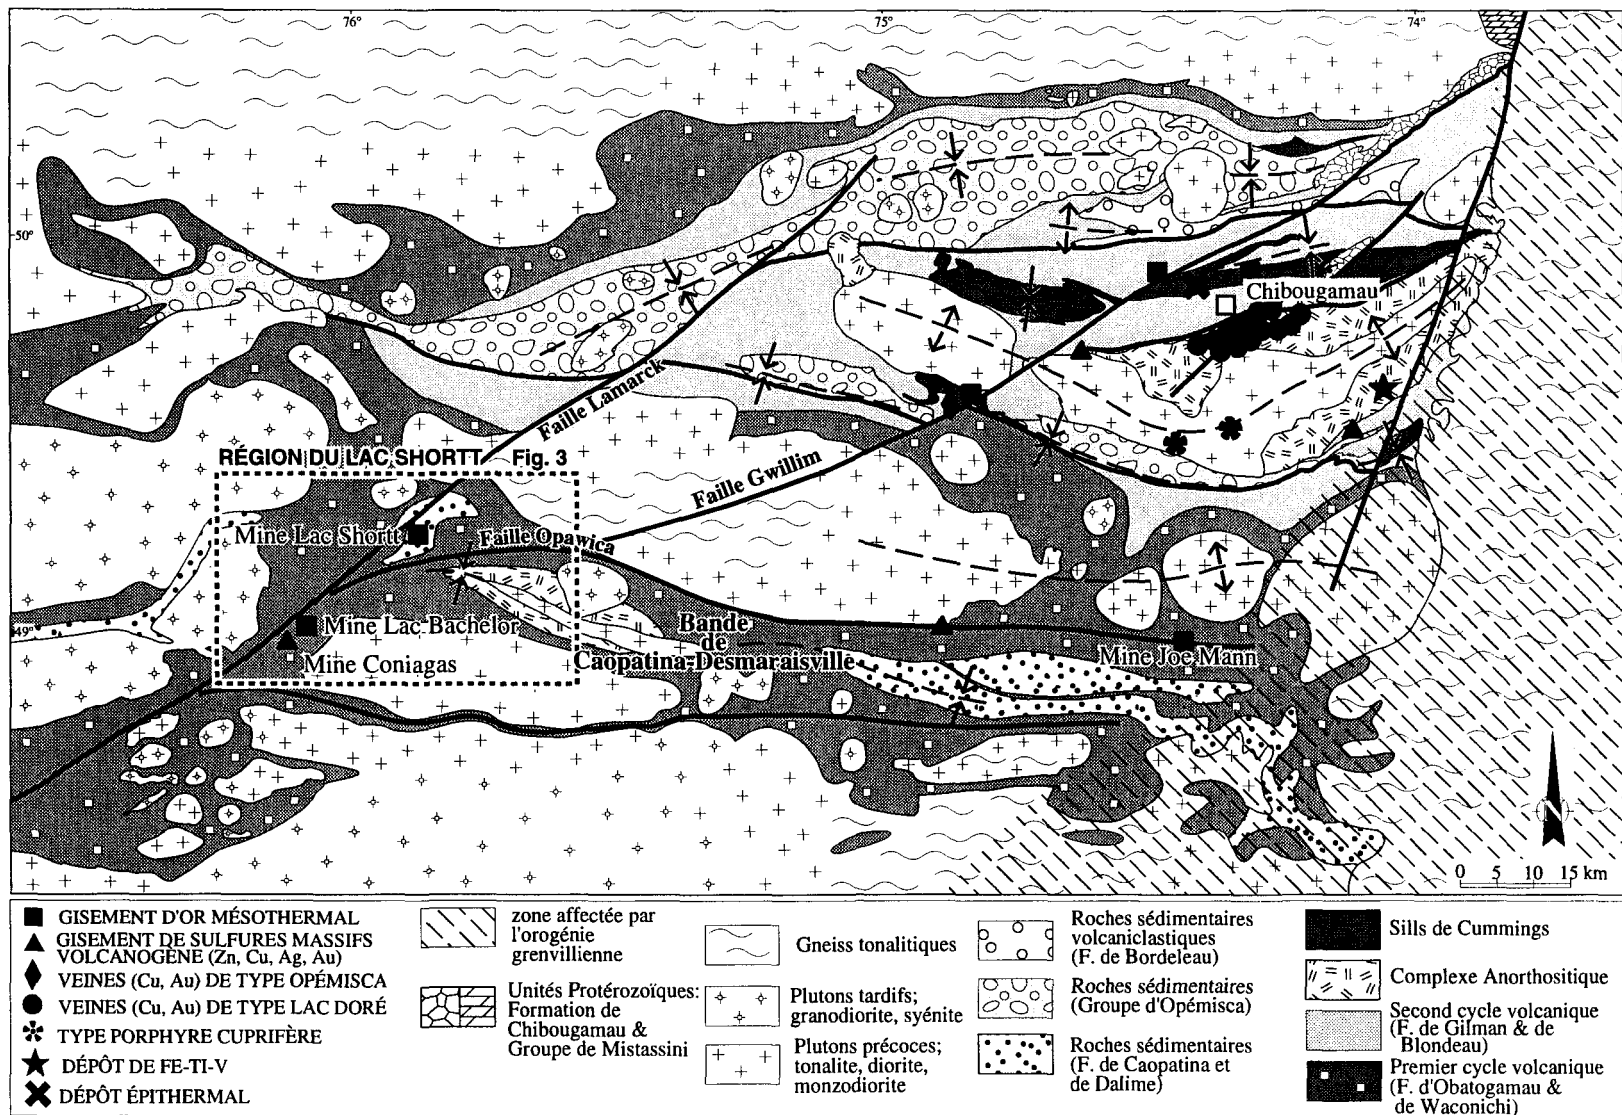 76°
75°
74°
50°
Chibougamau
Faille Lamarck
RÉGION DU LAC SHORTT
Fig. 3
Faille Gwillim
Mine Lac Shortt
Faille Opawica
49°
Mine Lac Bachelor
Bande
de
Caopatina-Desmaraisville
Mine Coniagas
Mine Joe Mann
N
0 5 10 15 km
GISEMENT D'OR MÉSOTHERMAL
GISEMENT DE SULFURES MASSIFS
VOLCANOGÈNE (Zn, Cu, Ag, Au)
VEINES (Cu, Au) DE TYPE OPÉMISCA
VEINES (Cu, Au) DE TYPE LAC DORÉ
TYPE PORPHYRE CUPRIFÈRE
DÉPÔT DE FE-TI-V
DÉPÔT ÉPITHERMAL
zone affectée par
l'orogénie
grenvillienne
Unités Protérozoïques:
Formation de
Chibougamau &
Groupe de Mistassini
Gneiss tonalitiques
Plutons tardifs;
granodiorite, syénite
Plutons précoces;
tonalite, diorite,
monzodiorite
Roches sédimentaires
volcaniclastiques
(F. de Bordeleau)
Roches sédimentaires
(Groupe d'Opémisca)
Roches sédimentaires
(F. de Caopatina et
de Dalime)
Sills de Cummings
Complexe Anorthositique
Second cycle volcanique
(F. de Gilman & de
Blondeau)
Premier cycle volcanique
(F. d'Obatogamau &
de Waconichi)